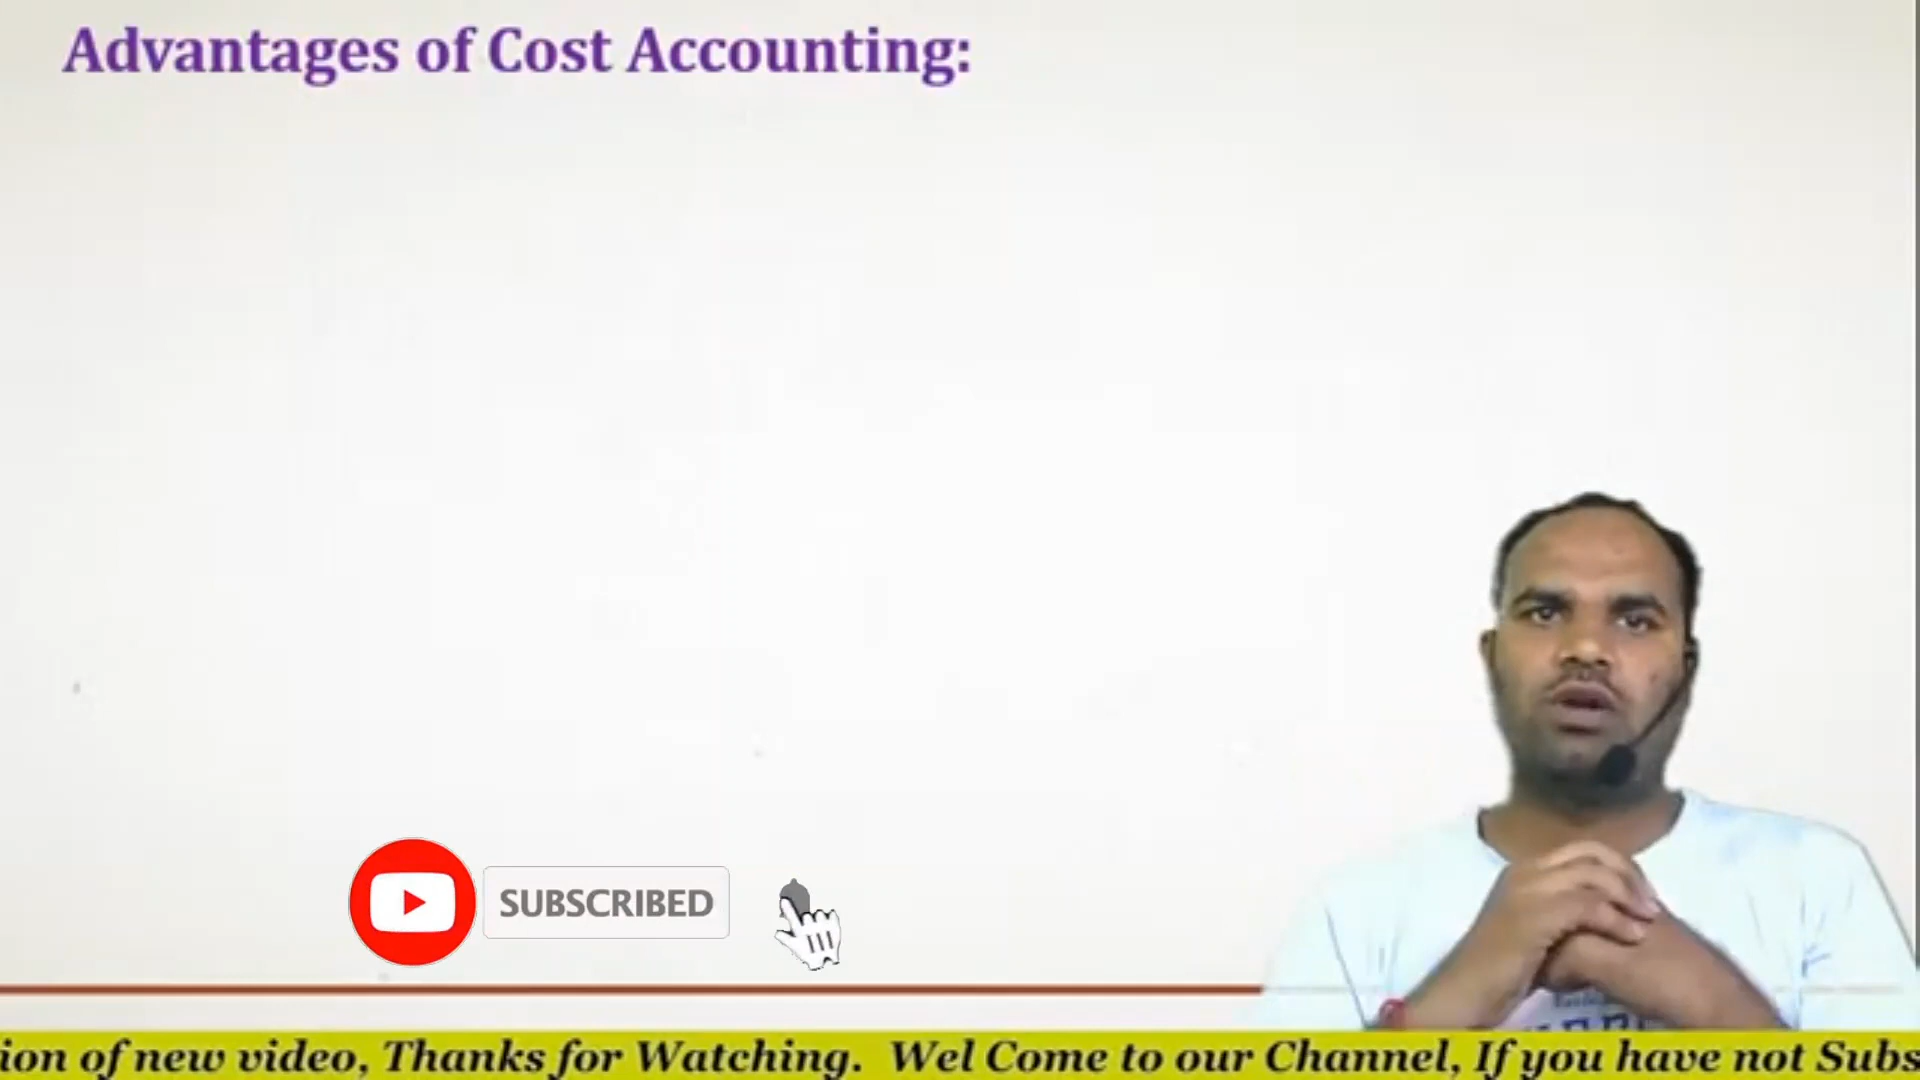 Advantages of Cost Accounting:
SUBSCRIBED
ion of new video, Thanks for Watching. Wel Come to our Channel, If you have not Subs